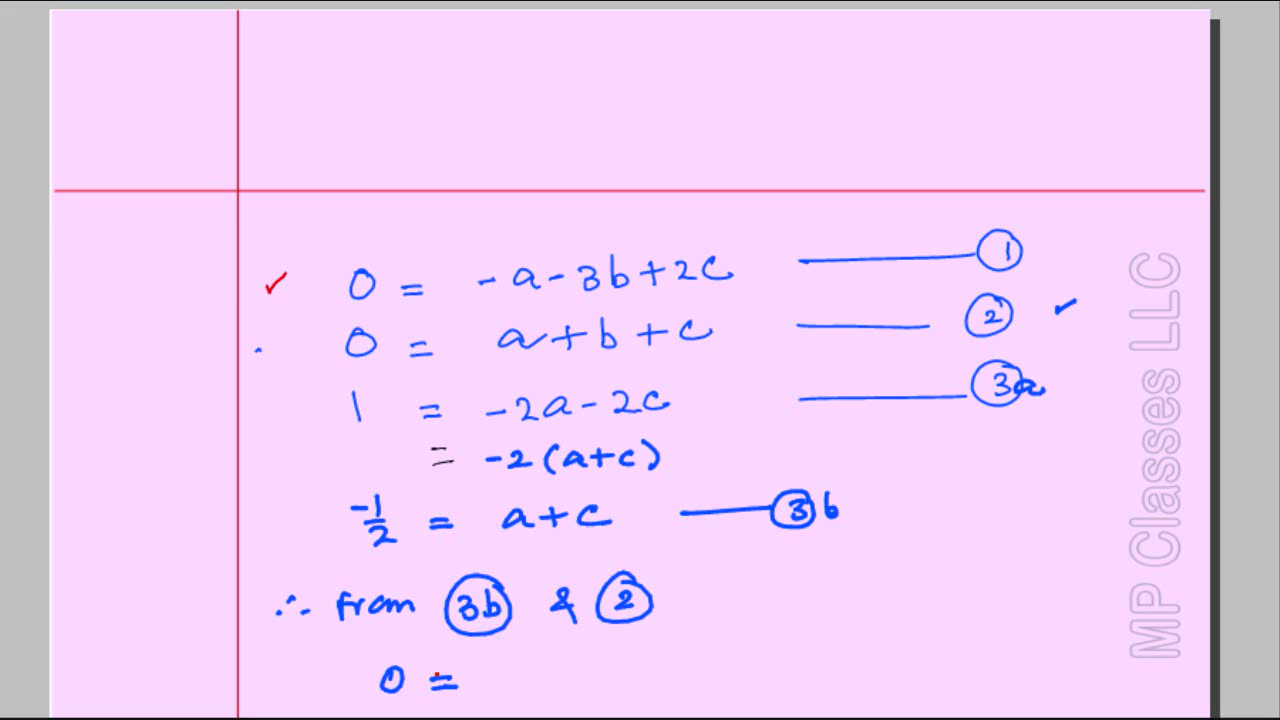 ✓ 0 = -a-3b+2c ——— ①
0 = a+b+c —— ② ✓
1 = -2a-2c ——— ③a
= -2(a+c)
-1/2 = a+c —— ③b
∴ from 3b & 2
0 =
MP Classes LLC